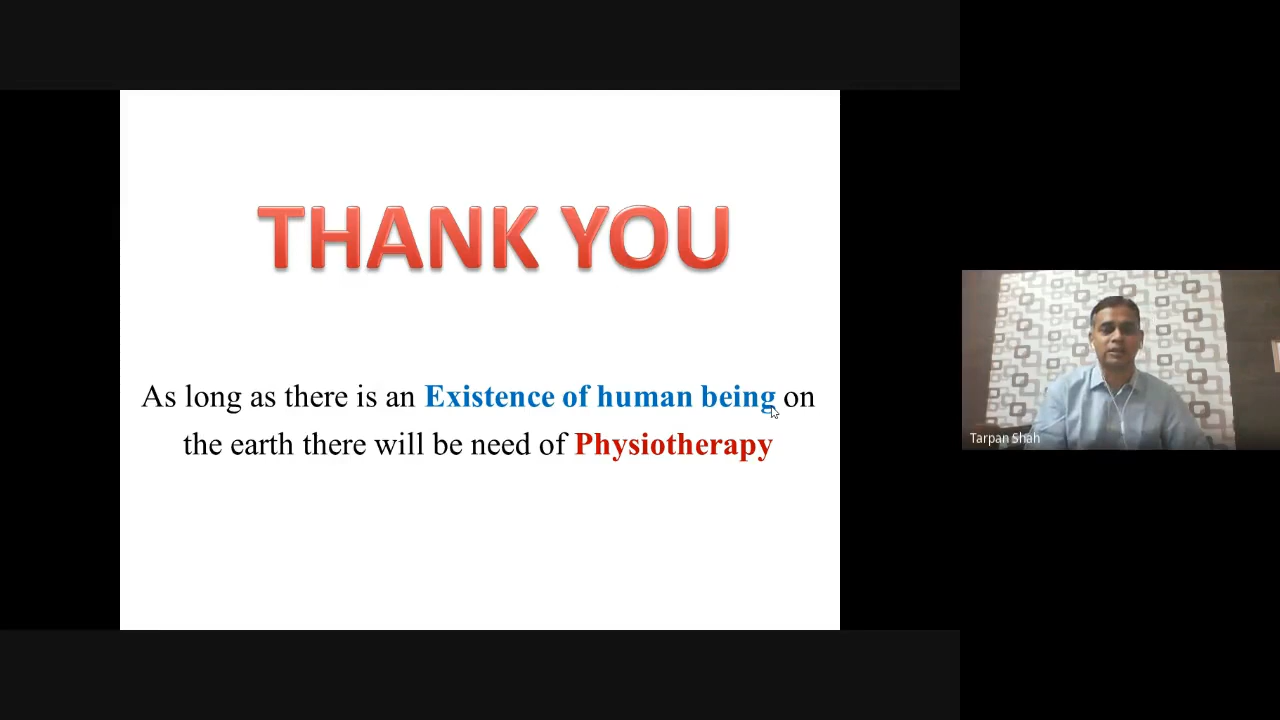 THANK YOU
As long as there is an Existence of human being on
the earth there will be need of Physiotherapy
Tarpan Shah